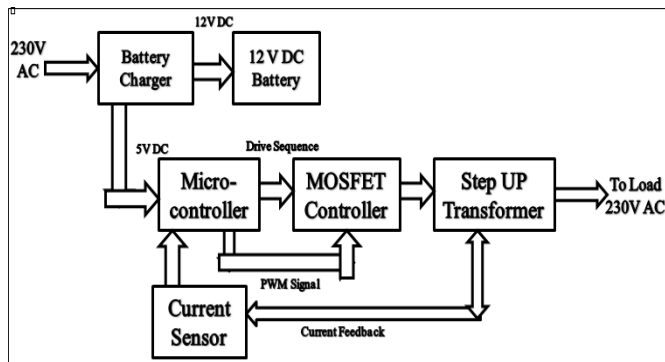 230V
AC
Battery
Charger
12V DC
12 V DC
Battery
5V DC
Micro-
controller
Drive Sequence
MOSFET
Controller
Step UP
Transformer
To Load
230V AC
PWM Signal
Current
Sensor
Current Feedback